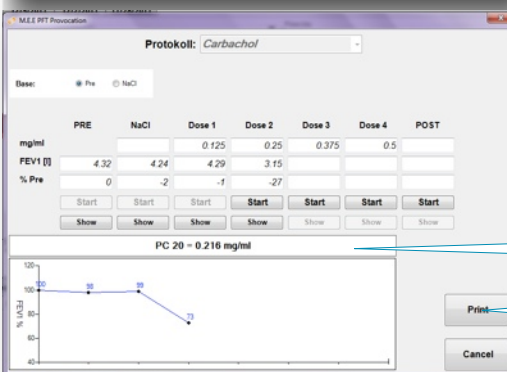 M.E.E PFT Provocation
Protokoll: Carbachol
Base: Pre NaCl
PRE NaCl Dose 1 Dose 2 Dose 3 Dose 4 POST
mg/ml 0.125 0.25 0.375 0.5
FEV1 [l] 4.32 4.24 4.29 3.15
% Pre 0 -2 -1 -27
Start Start Start Start Start Start Start
Show Show Show Show Show Show Show
PC 20 = 0.216 mg/ml
120
100 100 98 99
80 73
60
40
FEV1 %
Print
Cancel